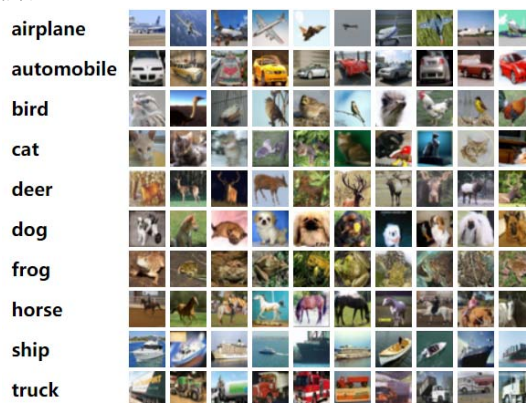 airplane
automobile
bird
cat
deer
dog
frog
horse
ship
truck